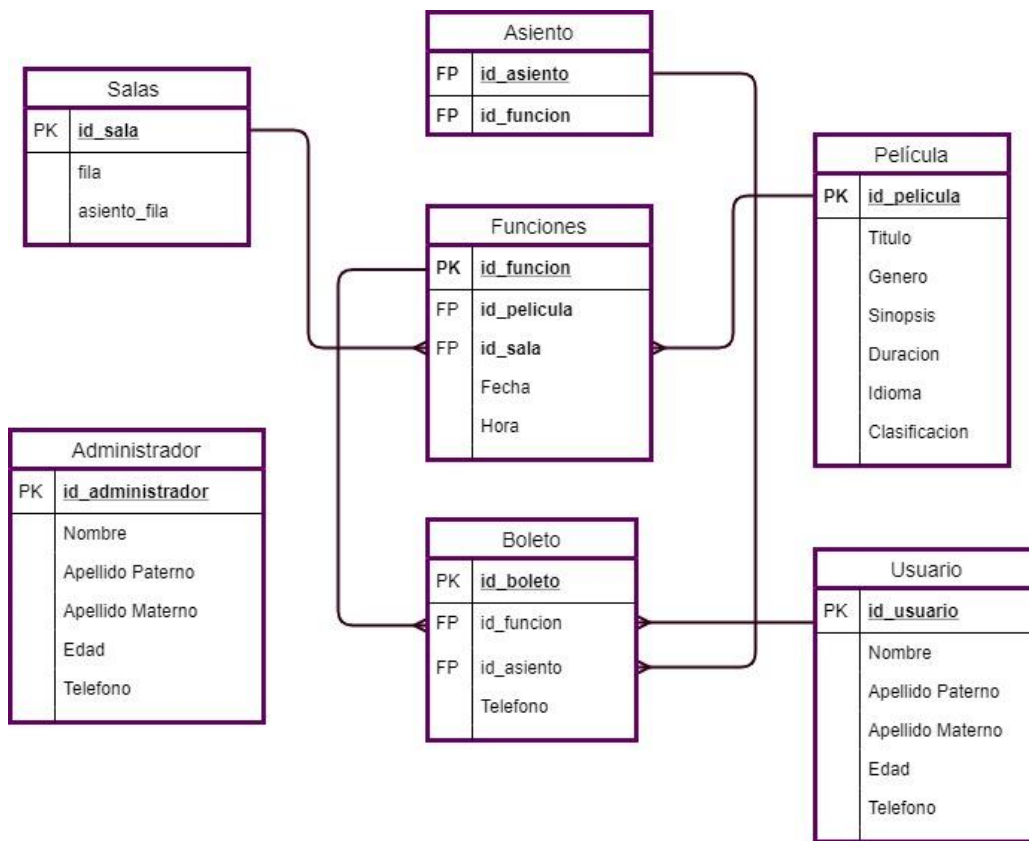 Asiento
FP id_asiento
FP id_funcion
Salas
PK id_sala
fila
asiento_fila
Película
PK id_pelicula
Titulo
Genero
Sinopsis
Duracion
Idioma
Clasificacion
Funciones
PK id_funcion
FP id_pelicula
FP id_sala
Fecha
Hora
Administrador
PK id_administrador
Nombre
Apellido Paterno
Apellido Materno
Edad
Telefono
Boleto
PK id_boleto
FP id_funcion
FP id_asiento
Telefono
Usuario
PK id_usuario
Nombre
Apellido Paterno
Apellido Materno
Edad
Telefono